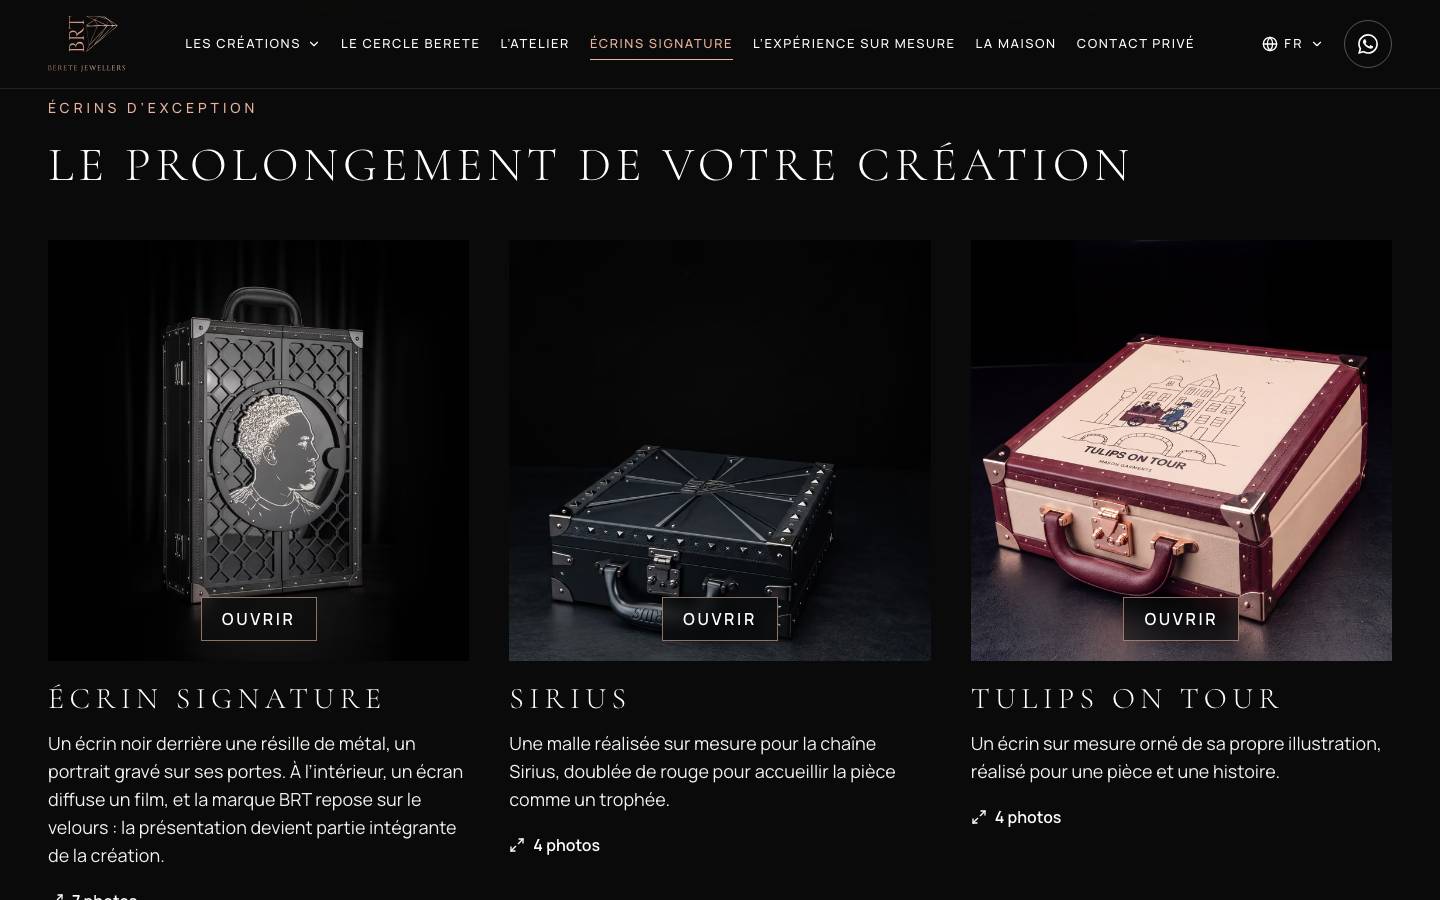 BRT
BERETE JEWELLERS
LES CRÉATIONS
LE CERCLE BERETE
L'ATELIER
ÉCRINS SIGNATURE
L'EXPÉRIENCE SUR MESURE
LA MAISON
CONTACT PRIVÉ
FR
ÉCRINS D'EXCEPTION
LE PROLONGEMENT DE VOTRE CRÉATION
TULIPS ON TOUR
OUVRIR
OUVRIR
OUVRIR
ÉCRIN SIGNATURE
Un écrin noir derrière une résille de métal, un
portrait gravé sur ses portes. À l'intérieur, un écran
diffuse un film, et la marque BRT repose sur le
velours : la présentation devient partie intégrante
de la création.
7 photos
SIRIUS
Une malle réalisée sur mesure pour la chaîne
Sirius, doublée de rouge pour accueillir la pièce
comme un trophée.
4 photos
TULIPS ON TOUR
Un écrin sur mesure orné de sa propre illustration,
réalisé pour une pièce et une histoire.
4 photos